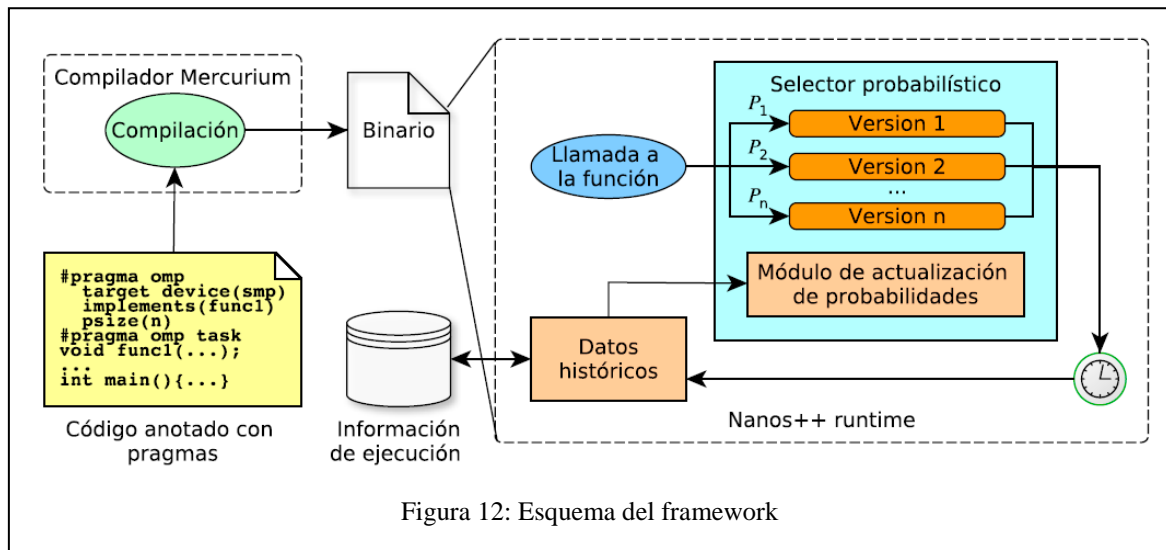 Compilador Mercurium
Compilación
Binario
#pragma omp
target device(smp)
implements(func1)
psize(n)
#pragma omp task
void func1(...);
...
int main(){...}
Código anotado con
pragmas
Información
de ejecución
Selector probabilístico
Llamada a
la función
P1
Version 1
P2
Version 2
...
Pn
Version n
Módulo de actualización
de probabilidades
Datos
históricos
Nanos++ runtime
Figura 12: Esquema del framework